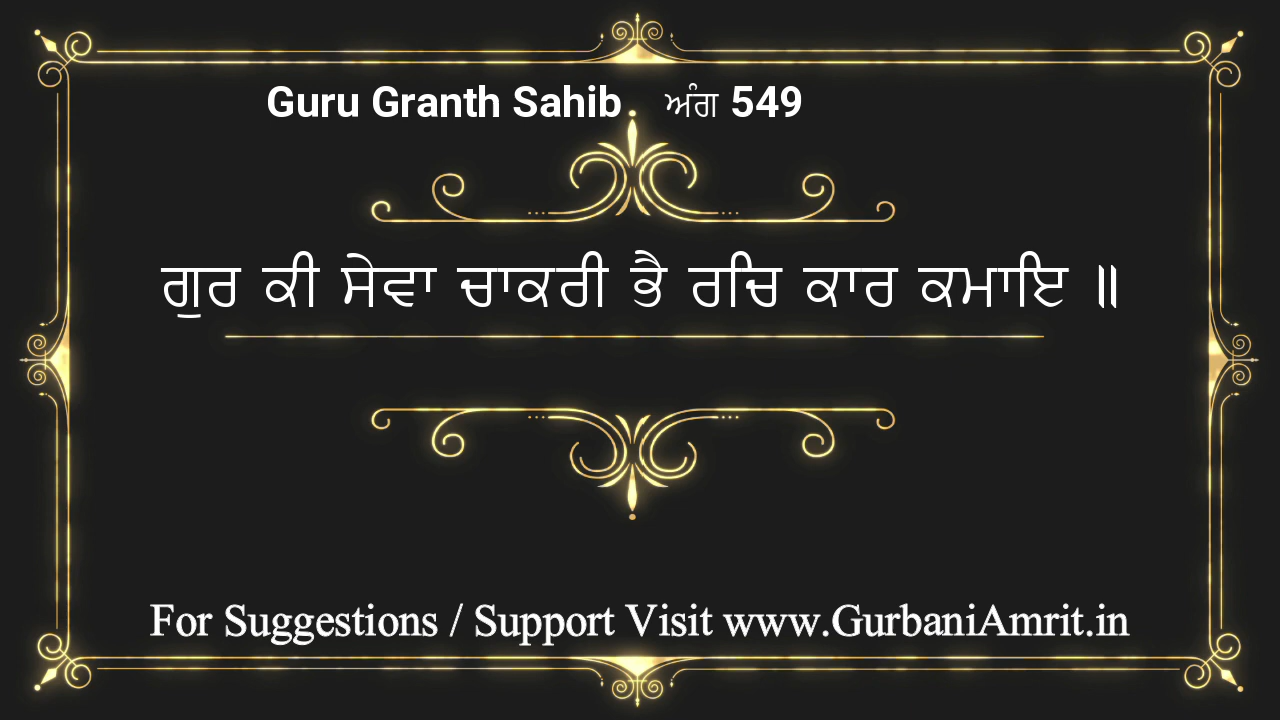 Guru Granth Sahib ਅੰਗ 549
ਗੁਰ ਕੀ ਸੇਵਾ ਚਾਕਰੀ ਭੈ ਰਚਿ ਕਾਰ ਕਮਾਇ ॥
For Suggestions / Support Visit www.GurbaniAmrit.in